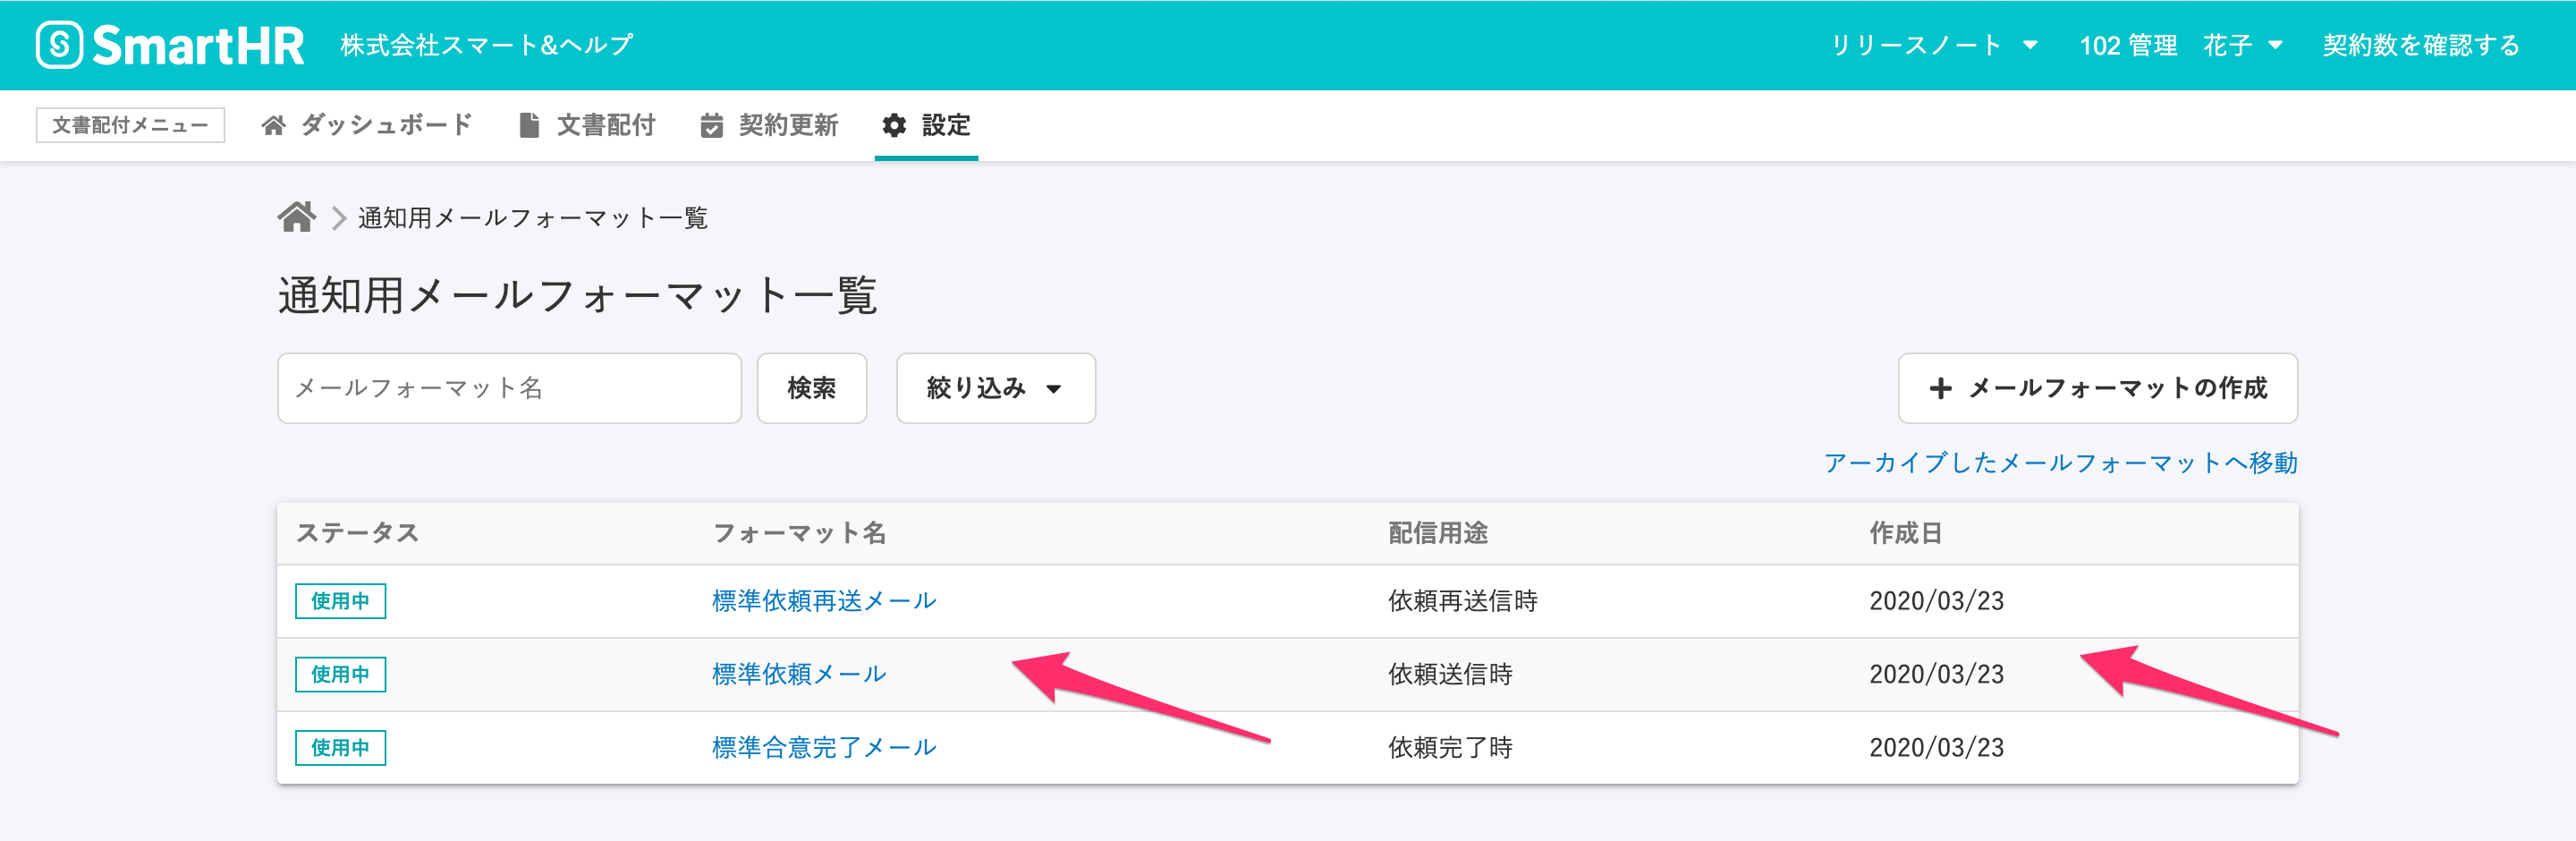 SmartHR 株式会社スマート&ヘルプ リリースノート 102 管理 花子 契約数を確認する
文書配付メニュー ダッシュボード 文書配付 契約更新 設定
通知用メールフォーマット一覧
通知用メールフォーマット一覧
メールフォーマット名 検索 絞り込み メールフォーマットの作成
アーカイブしたメールフォーマットへ移動
ステータス フォーマット名 配信用途 作成日
使用中 標準依頼再送メール 依頼再送信時 2020/03/23
使用中 標準依頼メール 依頼送信時 2020/03/23
使用中 標準合意完了メール 依頼完了時 2020/03/23